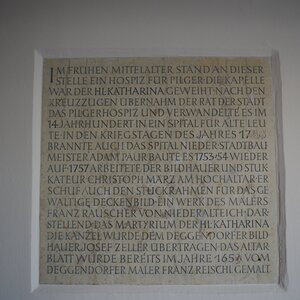 IM FRÜHEN MITTELALTER STAND AN DIESER
STELLE EIN HOSPIZ FÜR PILGER · DIE KAPELLE
WAR DER HL · KATHARINA GEWEIHT · NACH DEN
KREUZZÜGEN ÜBERNAHM DER RAT DER STADT
DAS PILGERHOSPIZ UND VERWANDELTE ES IM
14 JAHRHUNDERT IN EIN SPITAL FÜR ALTE LEU
TE · IN DEN KRIEGSTAGEN DES JAHRES
BRANNTE AUCH DAS SPITAL NIEDER · STADTBAU
MEISTER ADAM PAUR BAUTE ES 1753-54 WIEDER
AUF · 1757 ARBEITETE DER BILDHAUER UND STUK
KATEUR CHRISTOPH MÄRZ AM HOCHALTAR · ER
SCHUF AUCH DEN STUCKRAHMEN FÜR DAS GE
WALTIGE DECKENBILD · EIN WERK DES MALERS
FRANZ RAUSCHER VON NIEDERALTEICH · DAR
STELLEND DAS MARTYRIUM DER HL · KATHARINA
DIE KANZEL WURDE DEM DEGGENDORFER BILD
HAUER JOSEF ZELLER ÜBERTRAGEN · DAS ALTAR
BLATT WURDE BEREITS IM JAHRE VOM
DEGGENDORFER MALER FRANZ REISCHL GEMALT